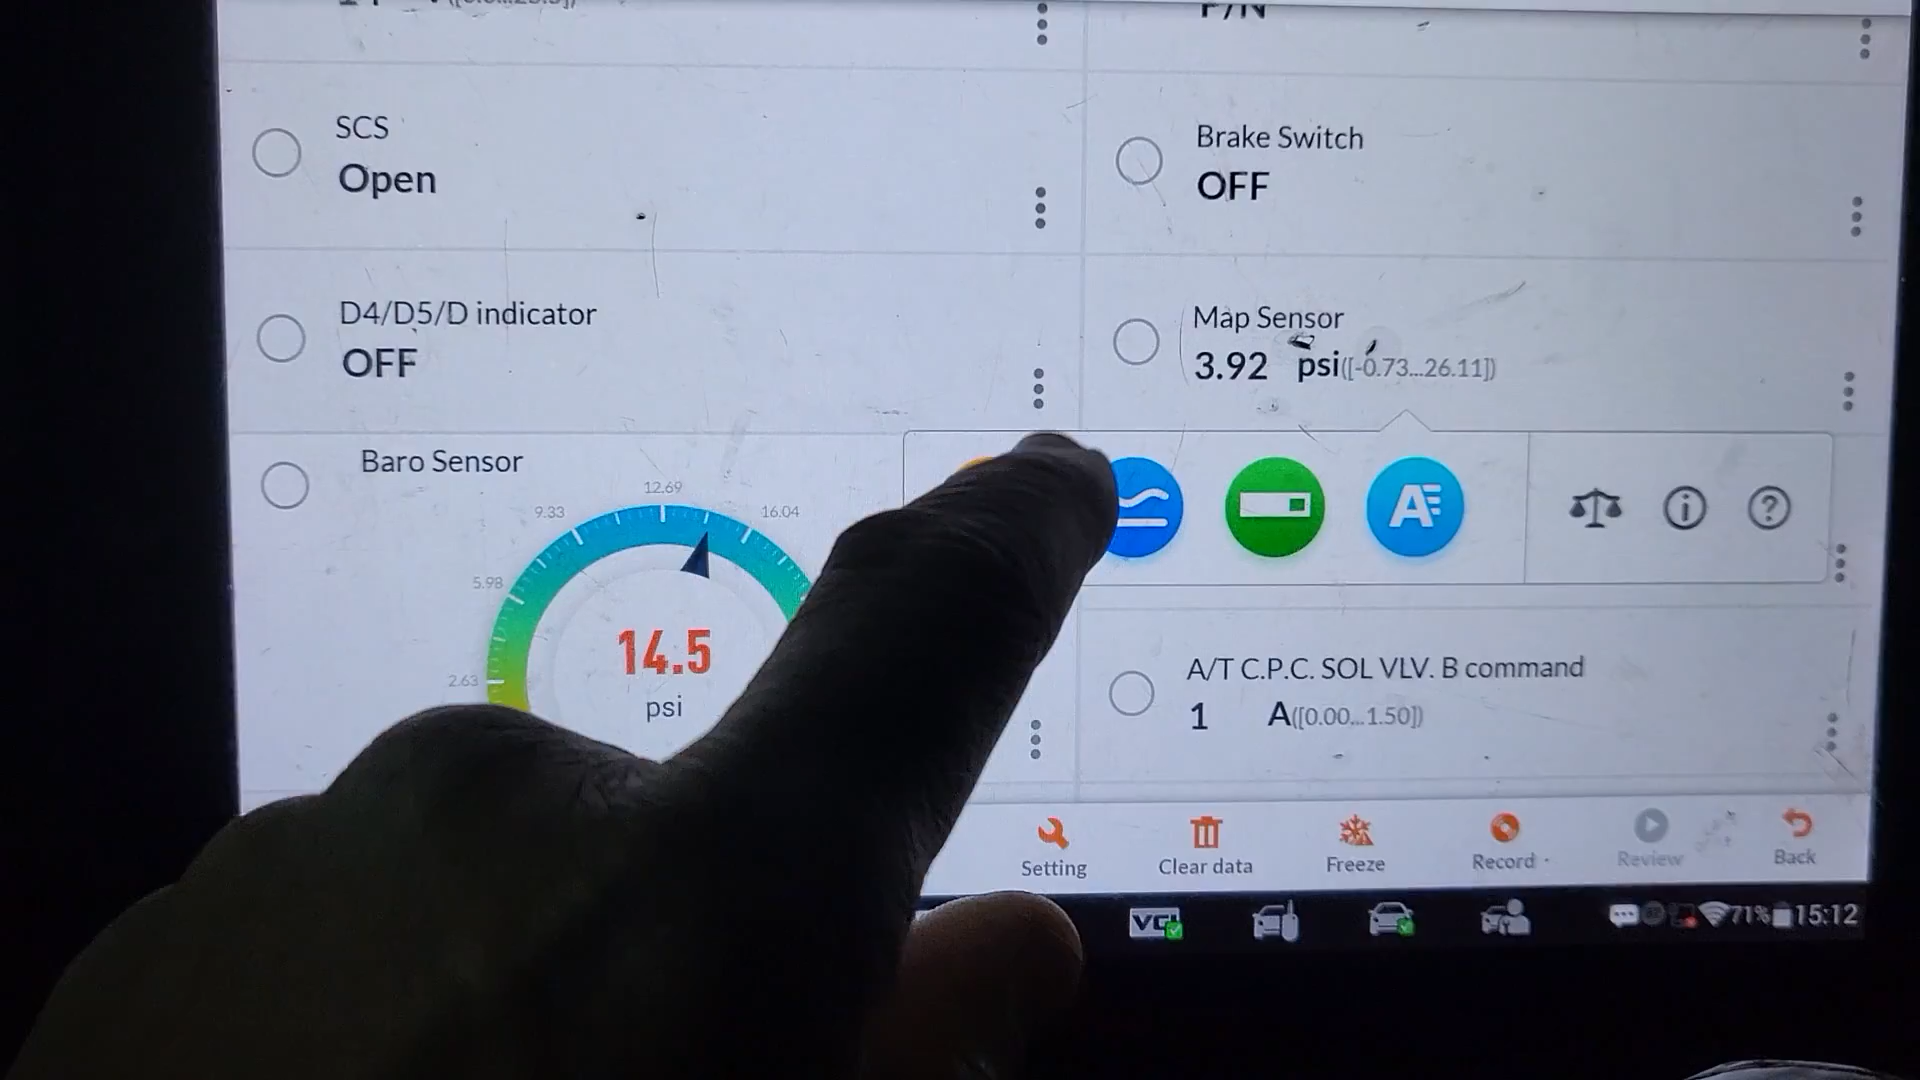 P/N
SCS
Open
Brake Switch
OFF
D4/D5/D indicator
OFF
Map Sensor
3.92 psi([-0.73...26.11])
Baro Sensor
12.69
9.33
16.04
5.98
2.63
14.5
psi
A
A/T C.P.C. SOL VLV. B command
1 A([0.00...1.50])
Setting
Clear data
Freeze
Record
Review
Back
VCI
71%
15:12